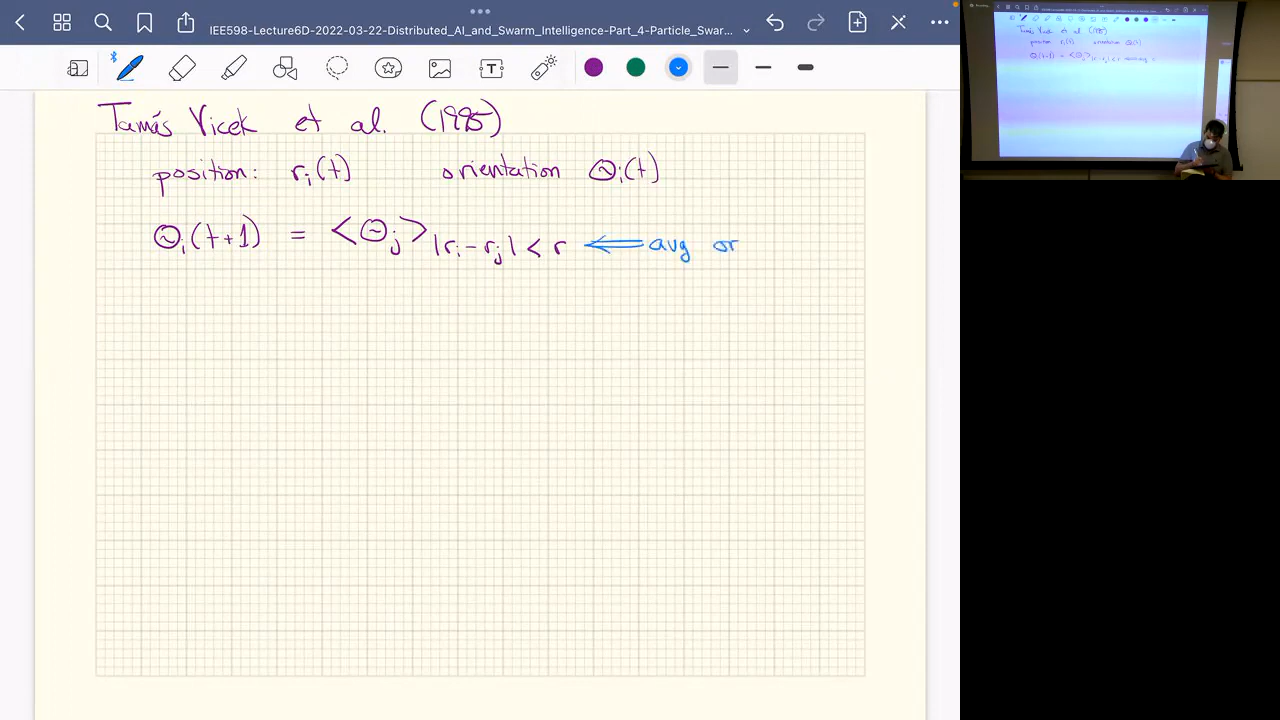 IEE598-Lecture6D-2022-03-22-Distributed_AI_and_Swarm_Intelligence-Part_4-Particle_Swar...
Tamás Vicek et al. (1995)
position: rᵢ(t) orientation Θᵢ(t)
Θᵢ(t+1) = <Θⱼ>|rᵢ-rⱼ|<r ⇐ avg or